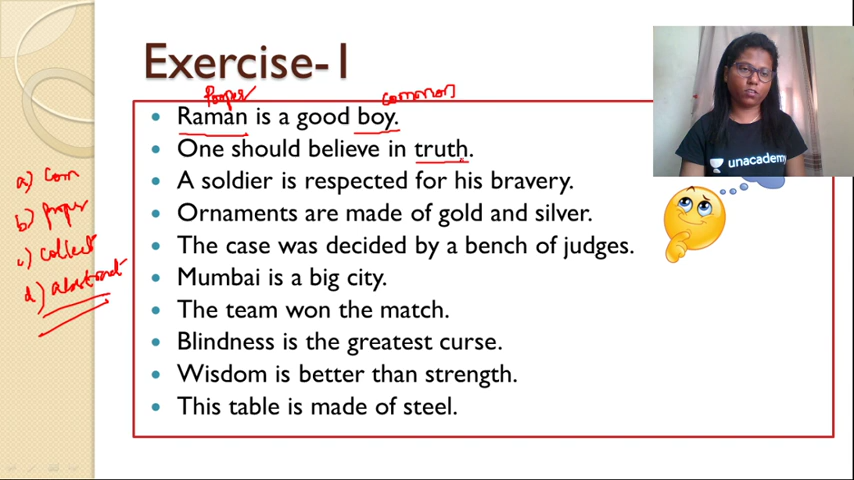 Exercise-1
Proper
common
Raman is a good boy.
One should believe in truth.
A soldier is respected for his bravery.
Ornaments are made of gold and silver.
The case was decided by a bench of judges.
Mumbai is a big city.
The team won the match.
Blindness is the greatest curse.
Wisdom is better than strength.
This table is made of steel.
a) Com
b) proper
c) collect
d) abstract
unacademy